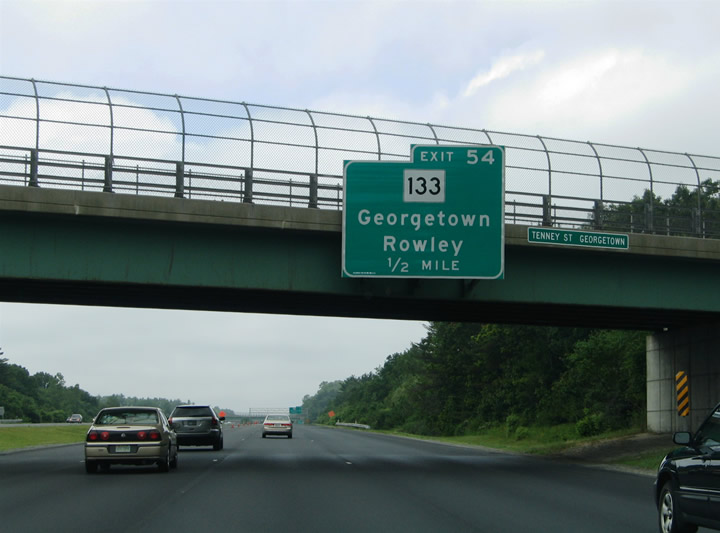 EXIT 54
133
Georgetown
Rowley
1/2 MILE
TENNEY ST GEORGETOWN